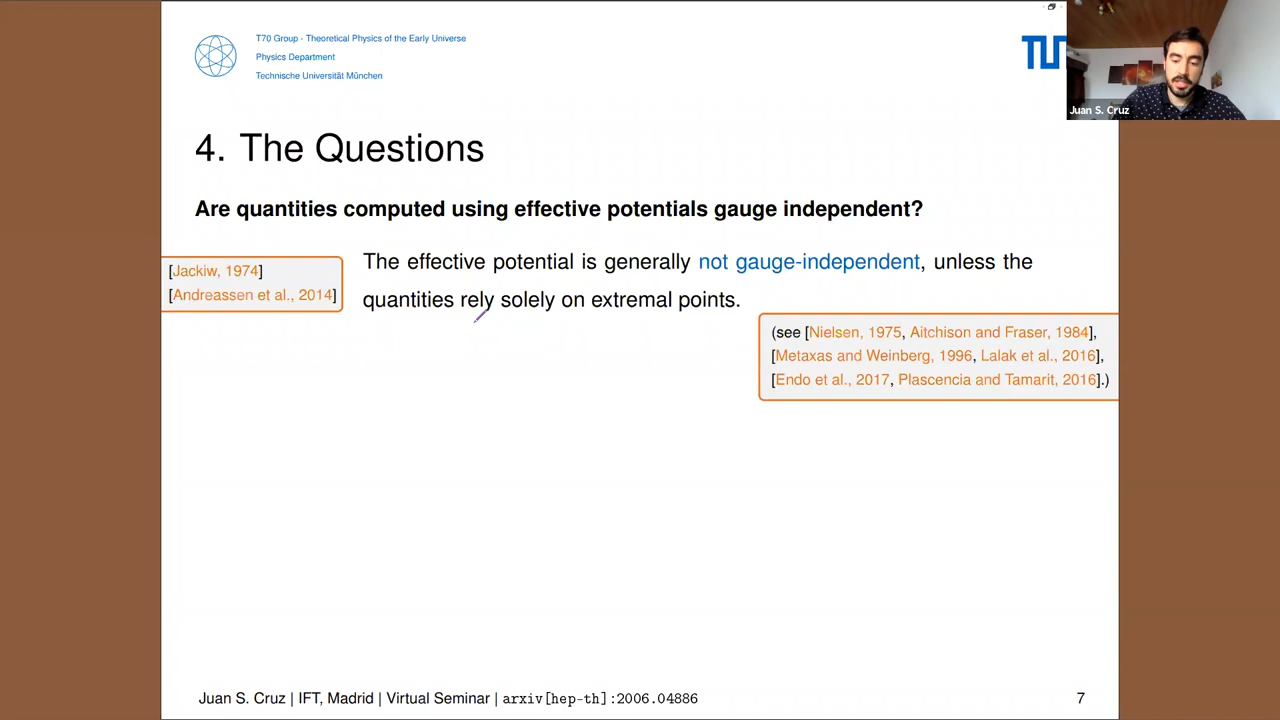 T70 Group - Theoretical Physics of the Early Universe
Physics Department
Technische Universität München
TU
Juan S. Cruz
4. The Questions
Are quantities computed using effective potentials gauge independent?
[Jackiw, 1974]
[Andreassen et al., 2014]
The effective potential is generally not gauge-independent, unless the
quantities rely solely on extremal points.
(see [Nielsen, 1975, Aitchison and Fraser, 1984],
[Metaxas and Weinberg, 1996, Lalak et al., 2016],
[Endo et al., 2017, Plascencia and Tamarit, 2016].)
Juan S. Cruz | IFT, Madrid | Virtual Seminar | arxiv[hep-th]:2006.04886
7